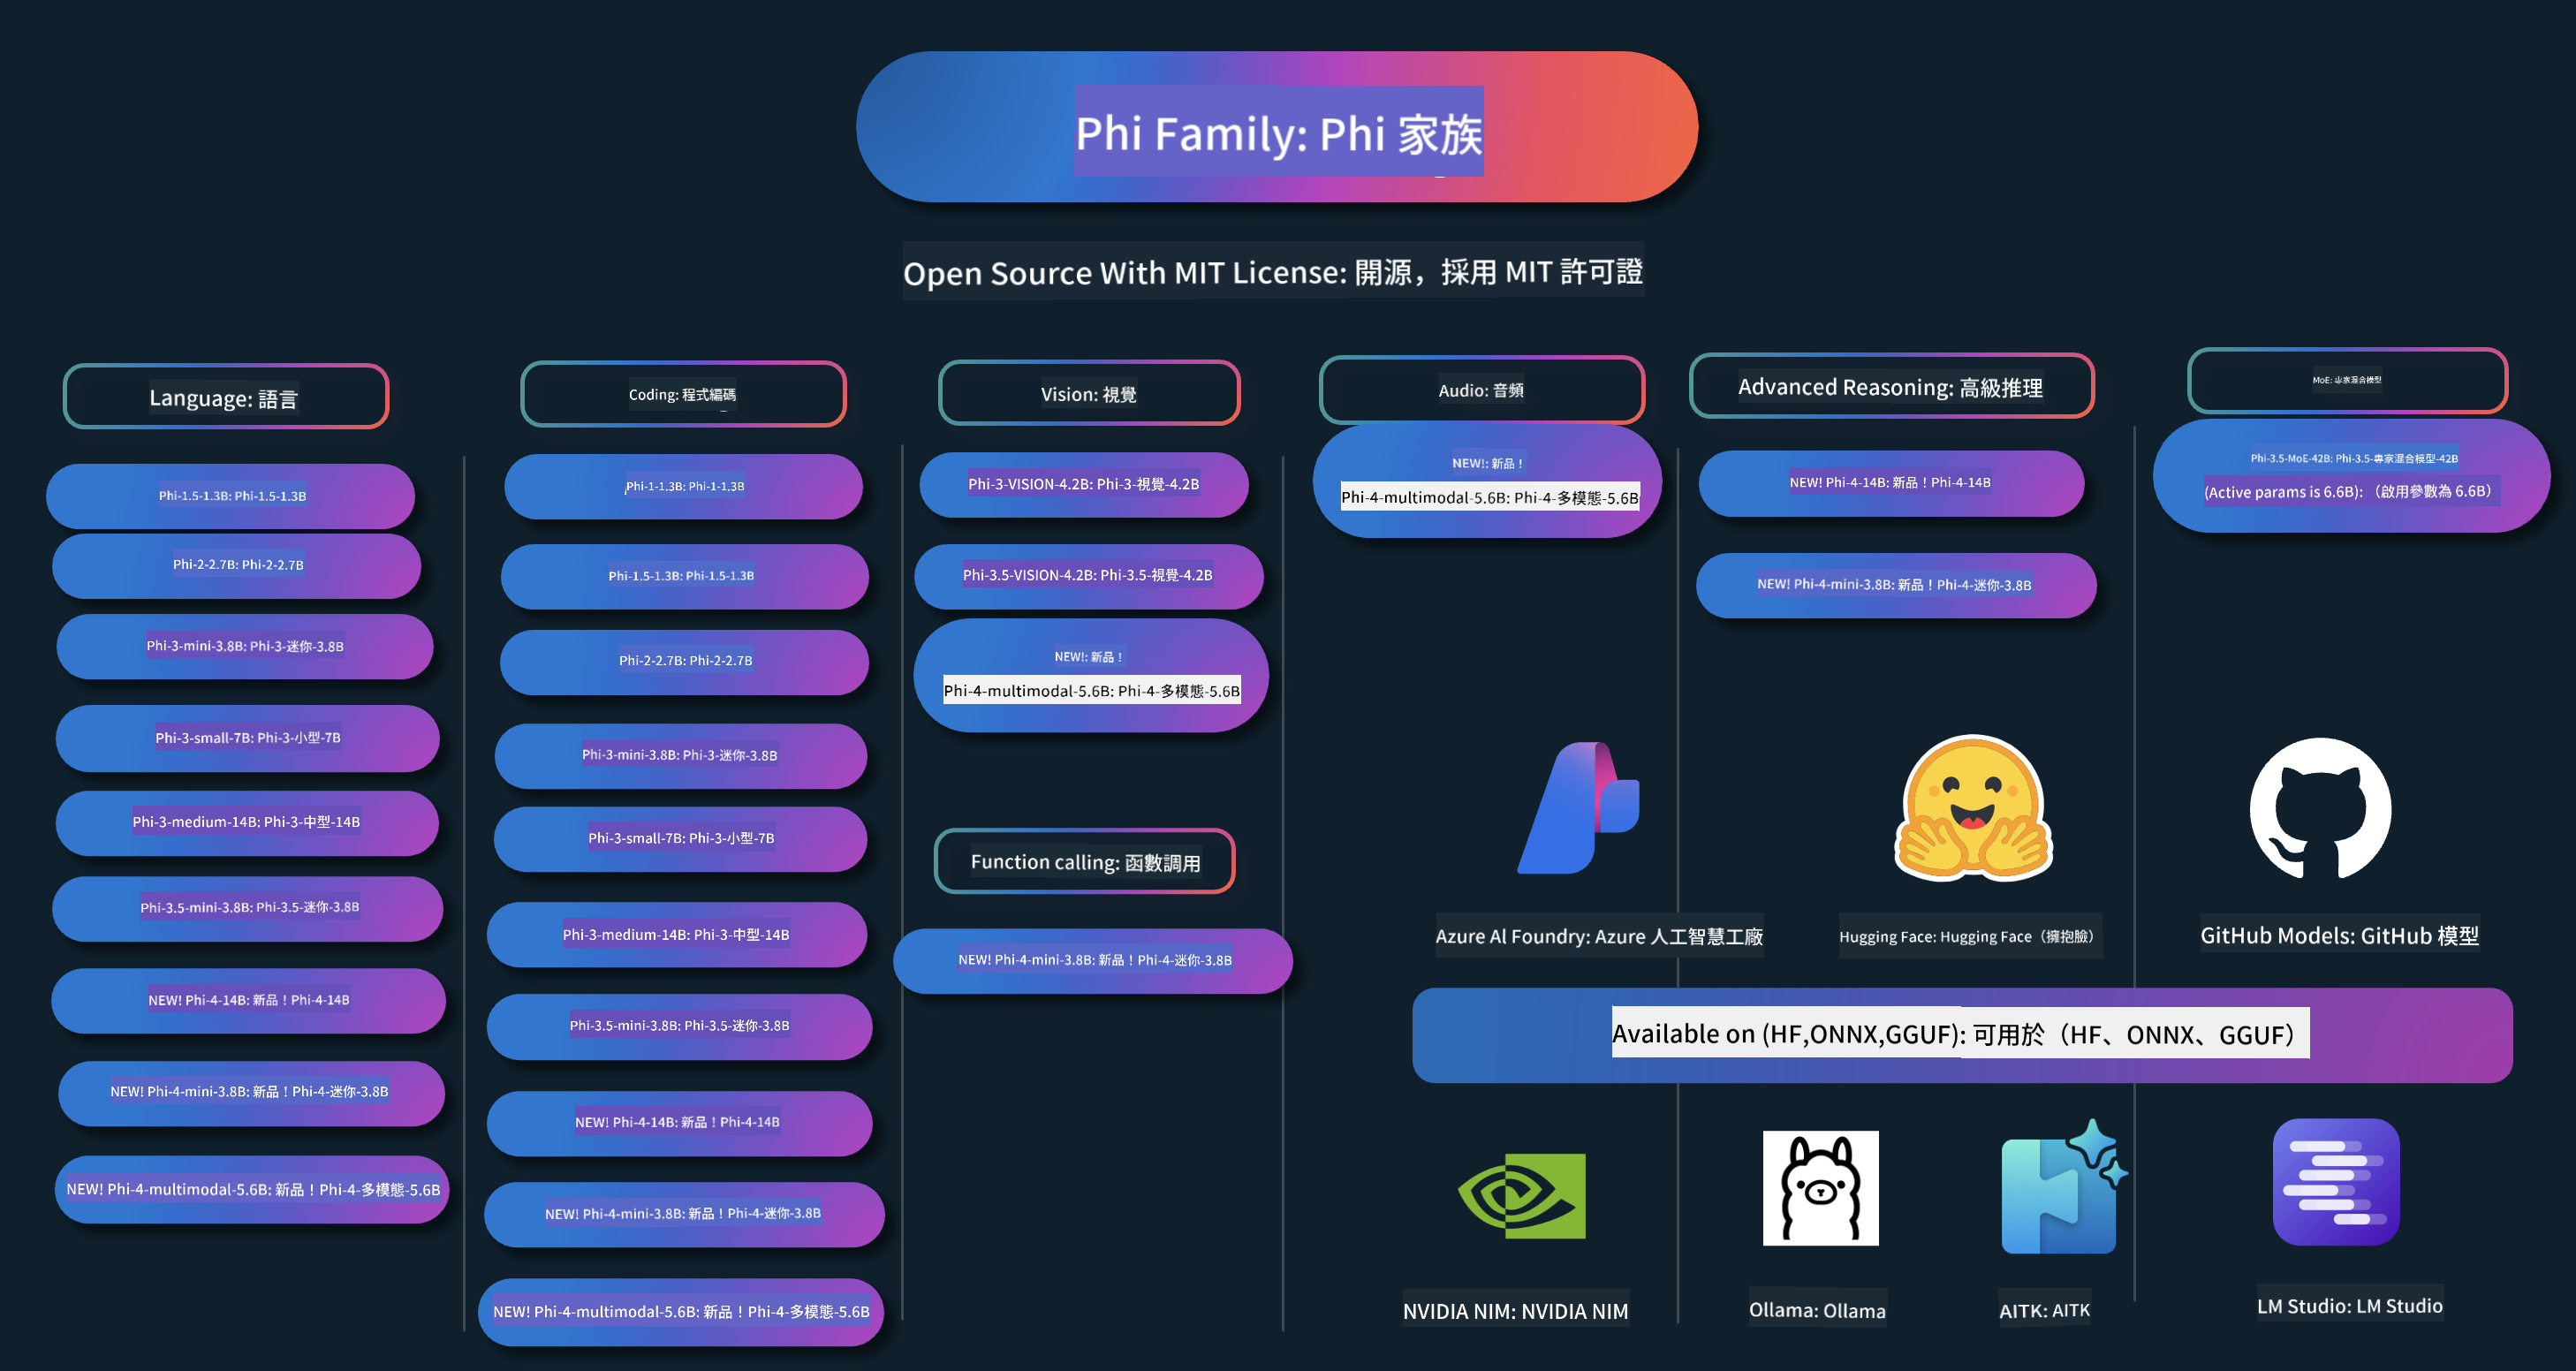 Phi Family: Phi 家族
Open Source With MIT License: 開源，採用 MIT 許可證
Language: 語言
Phi-1.5-1.3B: Phi-1.5-1.3B
Phi-2-2.7B: Phi-2-2.7B
Phi-3-mini-3.8B: Phi-3-迷你-3.8B
Phi-3-small-7B: Phi-3-小型-7B
Phi-3-medium-14B: Phi-3-中型-14B
Phi-3.5-mini-3.8B: Phi-3.5-迷你-3.8B
NEW! Phi-4-14B: 新品！Phi-4-14B
NEW! Phi-4-mini-3.8B: 新品！Phi-4-迷你-3.8B
NEW! Phi-4-multimodal-5.6B: 新品！Phi-4-多模態-5.6B
Coding: 程式編碼
Phi-1-1.3B: Phi-1-1.3B
Phi-1.5-1.3B: Phi-1.5-1.3B
Phi-2-2.7B: Phi-2-2.7B
Phi-3-mini-3.8B: Phi-3-迷你-3.8B
Phi-3-small-7B: Phi-3-小型-7B
Phi-3-medium-14B: Phi-3-中型-14B
Phi-3.5-mini-3.8B: Phi-3.5-迷你-3.8B
NEW! Phi-4-14B: 新品！Phi-4-14B
NEW! Phi-4-mini-3.8B: 新品！Phi-4-迷你-3.8B
NEW! Phi-4-multimodal-5.6B: 新品！Phi-4-多模態-5.6B
Vision: 視覺
Phi-3-VISION-4.2B: Phi-3-視覺-4.2B
Phi-3.5-VISION-4.2B: Phi-3.5-視覺-4.2B
NEW!: 新品！
Phi-4-multimodal-5.6B: Phi-4-多模態-5.6B
Function calling: 函數調用
NEW! Phi-4-mini-3.8B: 新品！Phi-4-迷你-3.8B
Audio: 音頻
NEW!: 新品！
Phi-4-multimodal-5.6B: Phi-4-多模態-5.6B
Advanced Reasoning: 高級推理
NEW! Phi-4-14B: 新品！Phi-4-14B
NEW! Phi-4-mini-3.8B: 新品！Phi-4-迷你-3.8B
MoE: 專家混合模型
Phi-3.5-MoE-42B: Phi-3.5-專家混合模型-42B
(Active params is 6.6B): （啟用參數為 6.6B）
Azure Al Foundry: Azure 人工智慧工廠
Hugging Face: Hugging Face（擁抱臉）
GitHub Models: GitHub 模型
Available on (HF,ONNX,GGUF): 可用於（HF、ONNX、GGUF）
NVIDIA NIM: NVIDIA NIM
Ollama: Ollama
AITK: AITK
LM Studio: LM Studio